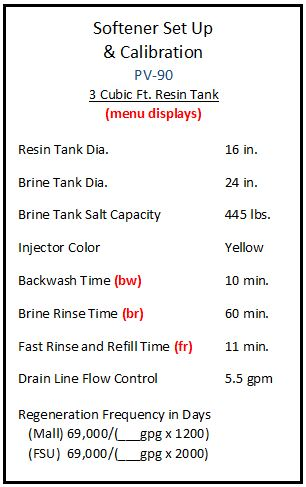 Softener Set Up
& Calibration
PV-90
3 Cubic Ft. Resin Tank
(menu displays)
Resin Tank Dia. 16 in.
Brine Tank Dia. 24 in.
Brine Tank Salt Capacity 445 lbs.
Injector Color Yellow
Backwash Time (bw) 10 min.
Brine Rinse Time (br) 60 min.
Fast Rinse and Refill Time (fr) 11 min.
Drain Line Flow Control 5.5 gpm
Regeneration Frequency in Days
(Mall) 69,000/(___gpg x 1200)
(FSU) 69,000/(___gpg x 2000)